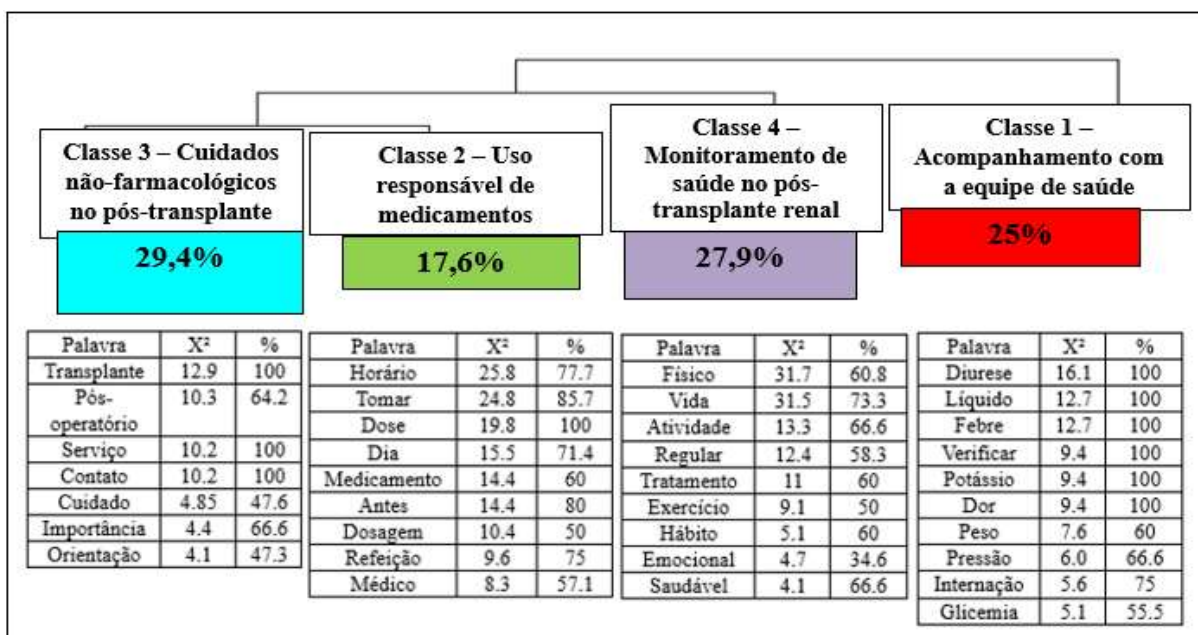 Classe 3 – Cuidados
não-farmacológicos
no pós-transplante
29,4%
Classe 2 – Uso
responsável de
medicamentos
17,6%
Classe 4 –
Monitoramento de
saúde no pós-
transplante renal
27,9%
Classe 1 –
Acompanhamento com
a equipe de saúde
25%
Palavra X² %
Transplante 12.9 100
Pós-
operatório 10.3 64.2
Serviço 10.2 100
Contato 10.2 100
Cuidado 4.85 47.6
Importância 4.4 66.6
Orientação 4.1 47.3
Palavra X² %
Horário 25.8 77.7
Tomar 24.8 85.7
Dose 19.8 100
Dia 15.5 71.4
Medicamento 14.4 60
Antes 14.4 80
Dosagem 10.4 50
Refeição 9.6 75
Médico 8.3 57.1
Palavra X² %
Físico 31.7 60.8
Vida 31.5 73.3
Atividade 13.3 66.6
Regular 12.4 58.3
Tratamento 11 60
Exercício 9.1 50
Hábito 5.1 60
Emocional 4.7 34.6
Saudável 4.1 66.6
Palavra X² %
Diurese 16.1 100
Líquido 12.7 100
Febre 12.7 100
Verificar 9.4 100
Potássio 9.4 100
Dor 9.4 100
Peso 7.6 60
Pressão 6.0 66.6
Internação 5.6 75
Glicemia 5.1 55.5